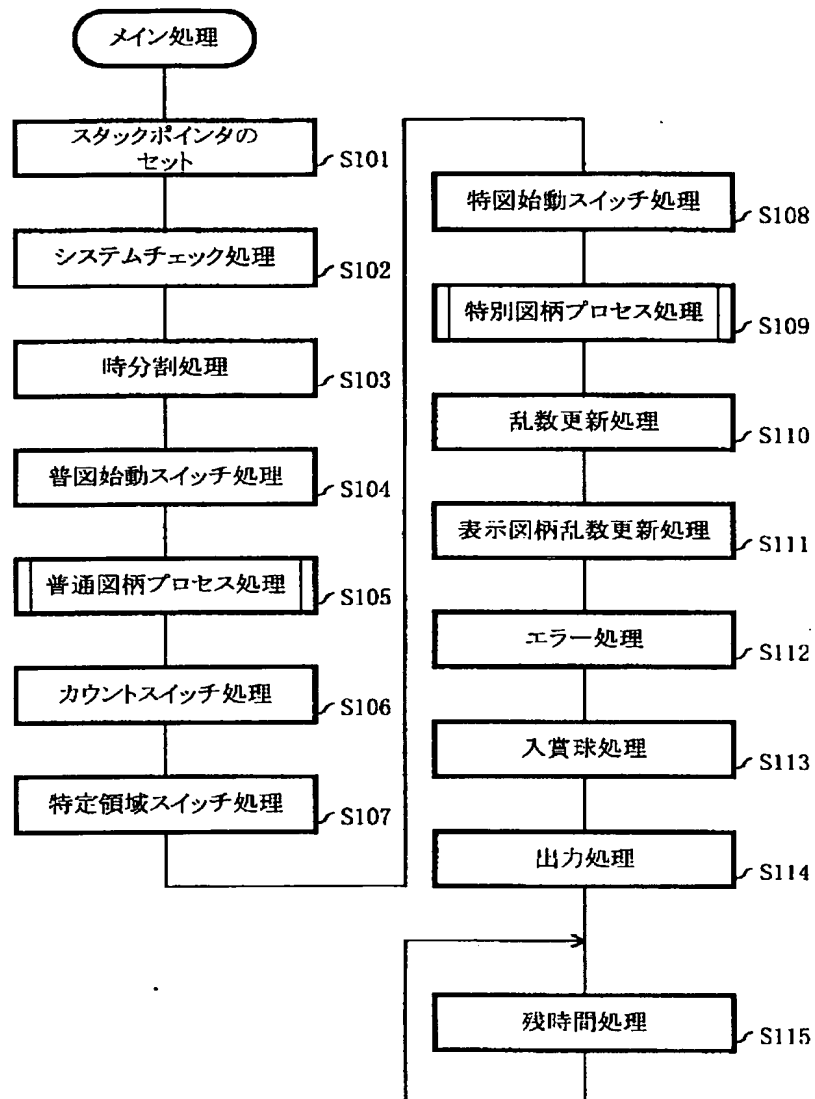 メイン処理
スタックポインタの
セット
S101
システムチェック処理
S102
時分割処理
S103
普図始動スイッチ処理
S104
普通図柄プロセス処理
S105
カウントスイッチ処理
S106
特定領域スイッチ処理
S107
特図始動スイッチ処理
S108
特別図柄プロセス処理
S109
乱数更新処理
S110
表示図柄乱数更新処理
S111
エラー処理
S112
入賞球処理
S113
出力処理
S114
残時間処理
S115